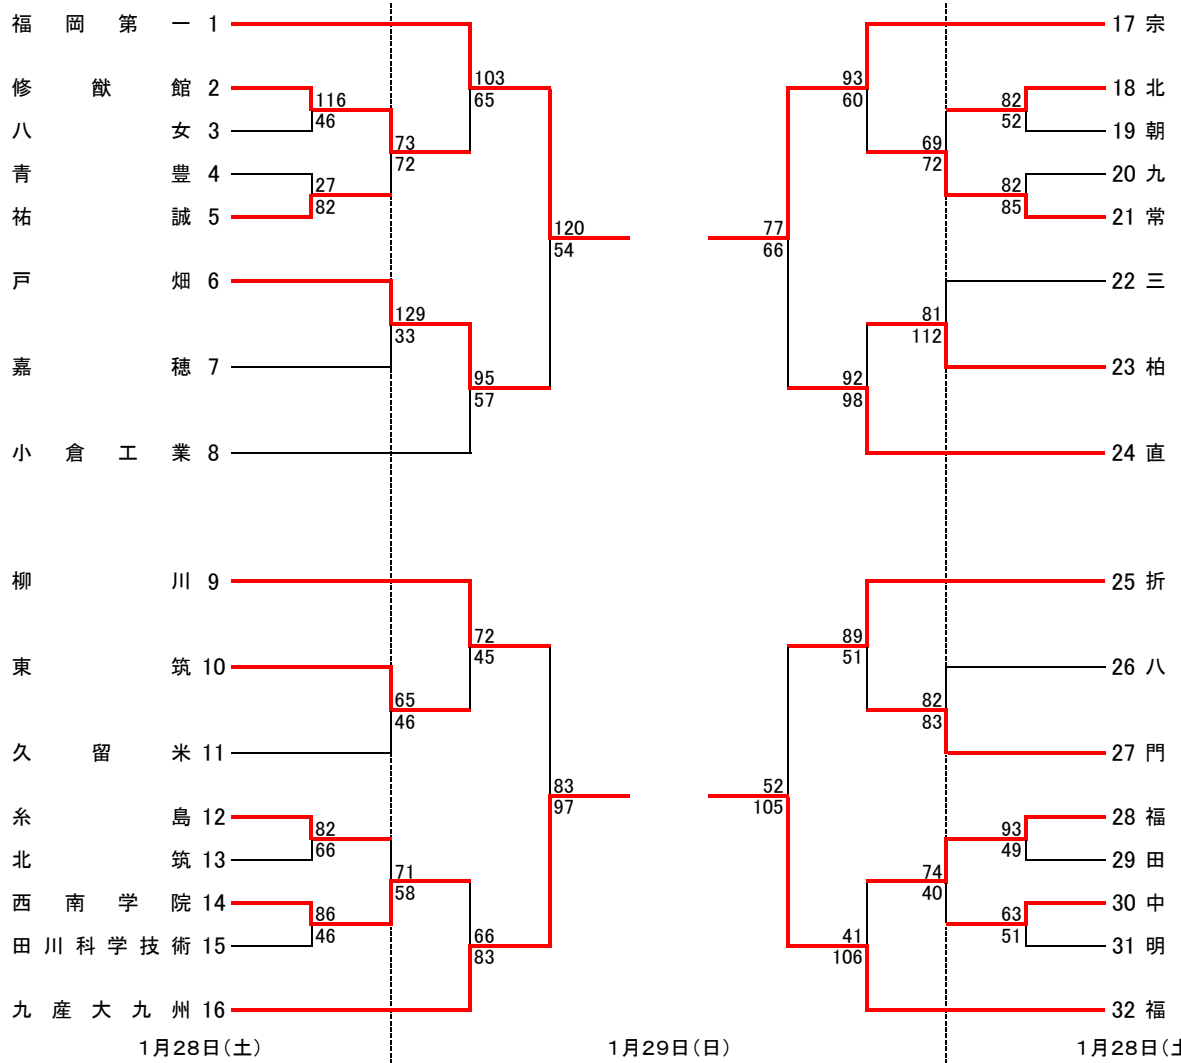 福岡第一 1
17 宗
修猷館 2
103
65
93
60
18 北
116
46
82
52
八女 3
19 朝
73
72
69
72
青豊 4
20 九
27
82
82
85
祐誠 5
21 常
120
54
77
66
戸畑 6
22 三
129
33
81
112
嘉穂 7
23 柏
95
57
92
98
小倉工業 8
24 直
柳川 9
25 折
72
45
89
51
東筑 10
26 八
65
46
82
83
久留米 11
27 門
83
97
52
105
糸島 12
28 福
82
66
93
49
北筑 13
29 田
71
58
74
40
西南学院 14
30 中
86
46
63
51
田川科学技術 15
31 明
66
83
41
106
九産大九州 16
32 福
1月28日(土)
1月29日(日)
1月28日(土